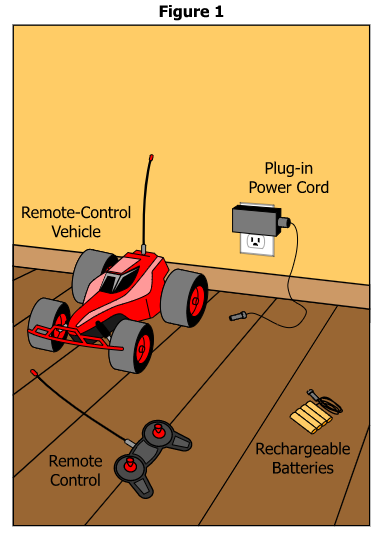 Figure 1
Plug-in
Power Cord
Remote-Control
Vehicle
Rechargeable
Batteries
Remote
Control